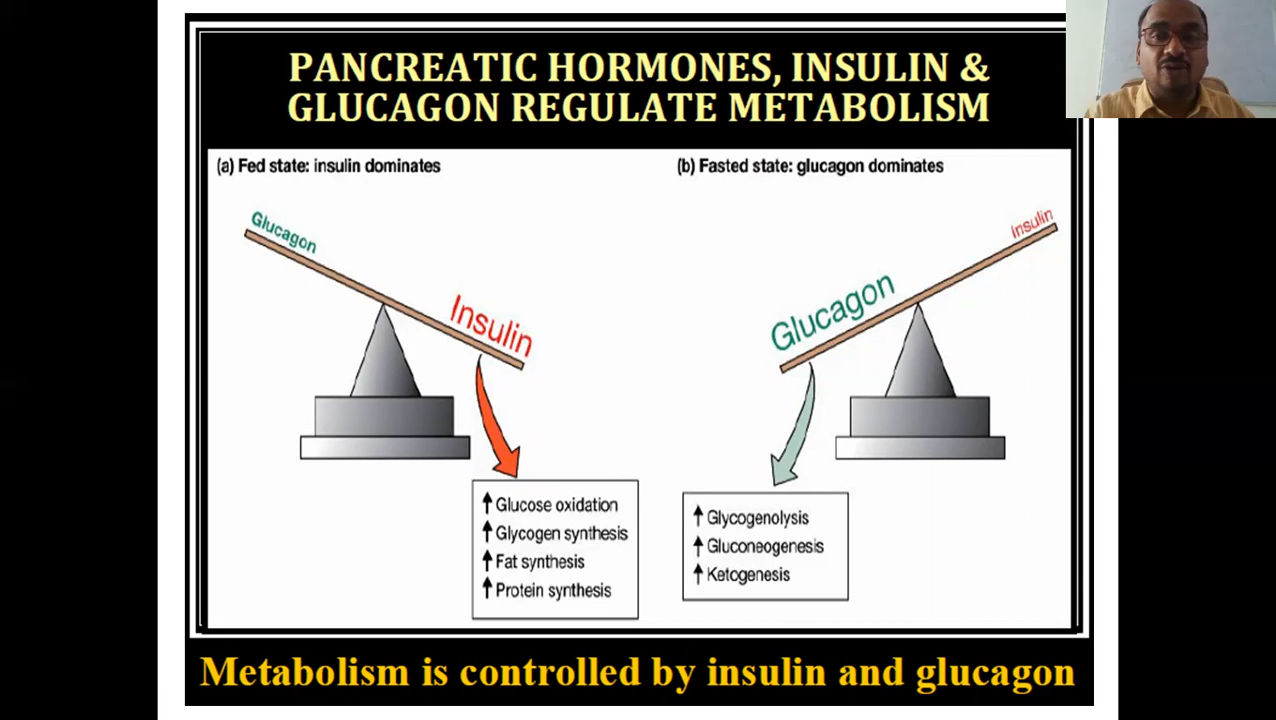 PANCREATIC HORMONES, INSULIN &
GLUCAGON REGULATE METABOLISM
(a) Fed state: insulin dominates
Glucagon
Insulin
↑ Glucose oxidation
↑ Glycogen synthesis
↑ Fat synthesis
↑ Protein synthesis
(b) Fasted state: glucagon dominates
Insulin
Glucagon
↑ Glycogenolysis
↑ Gluconeogenesis
↑ Ketogenesis
Metabolism is controlled by insulin and glucagon